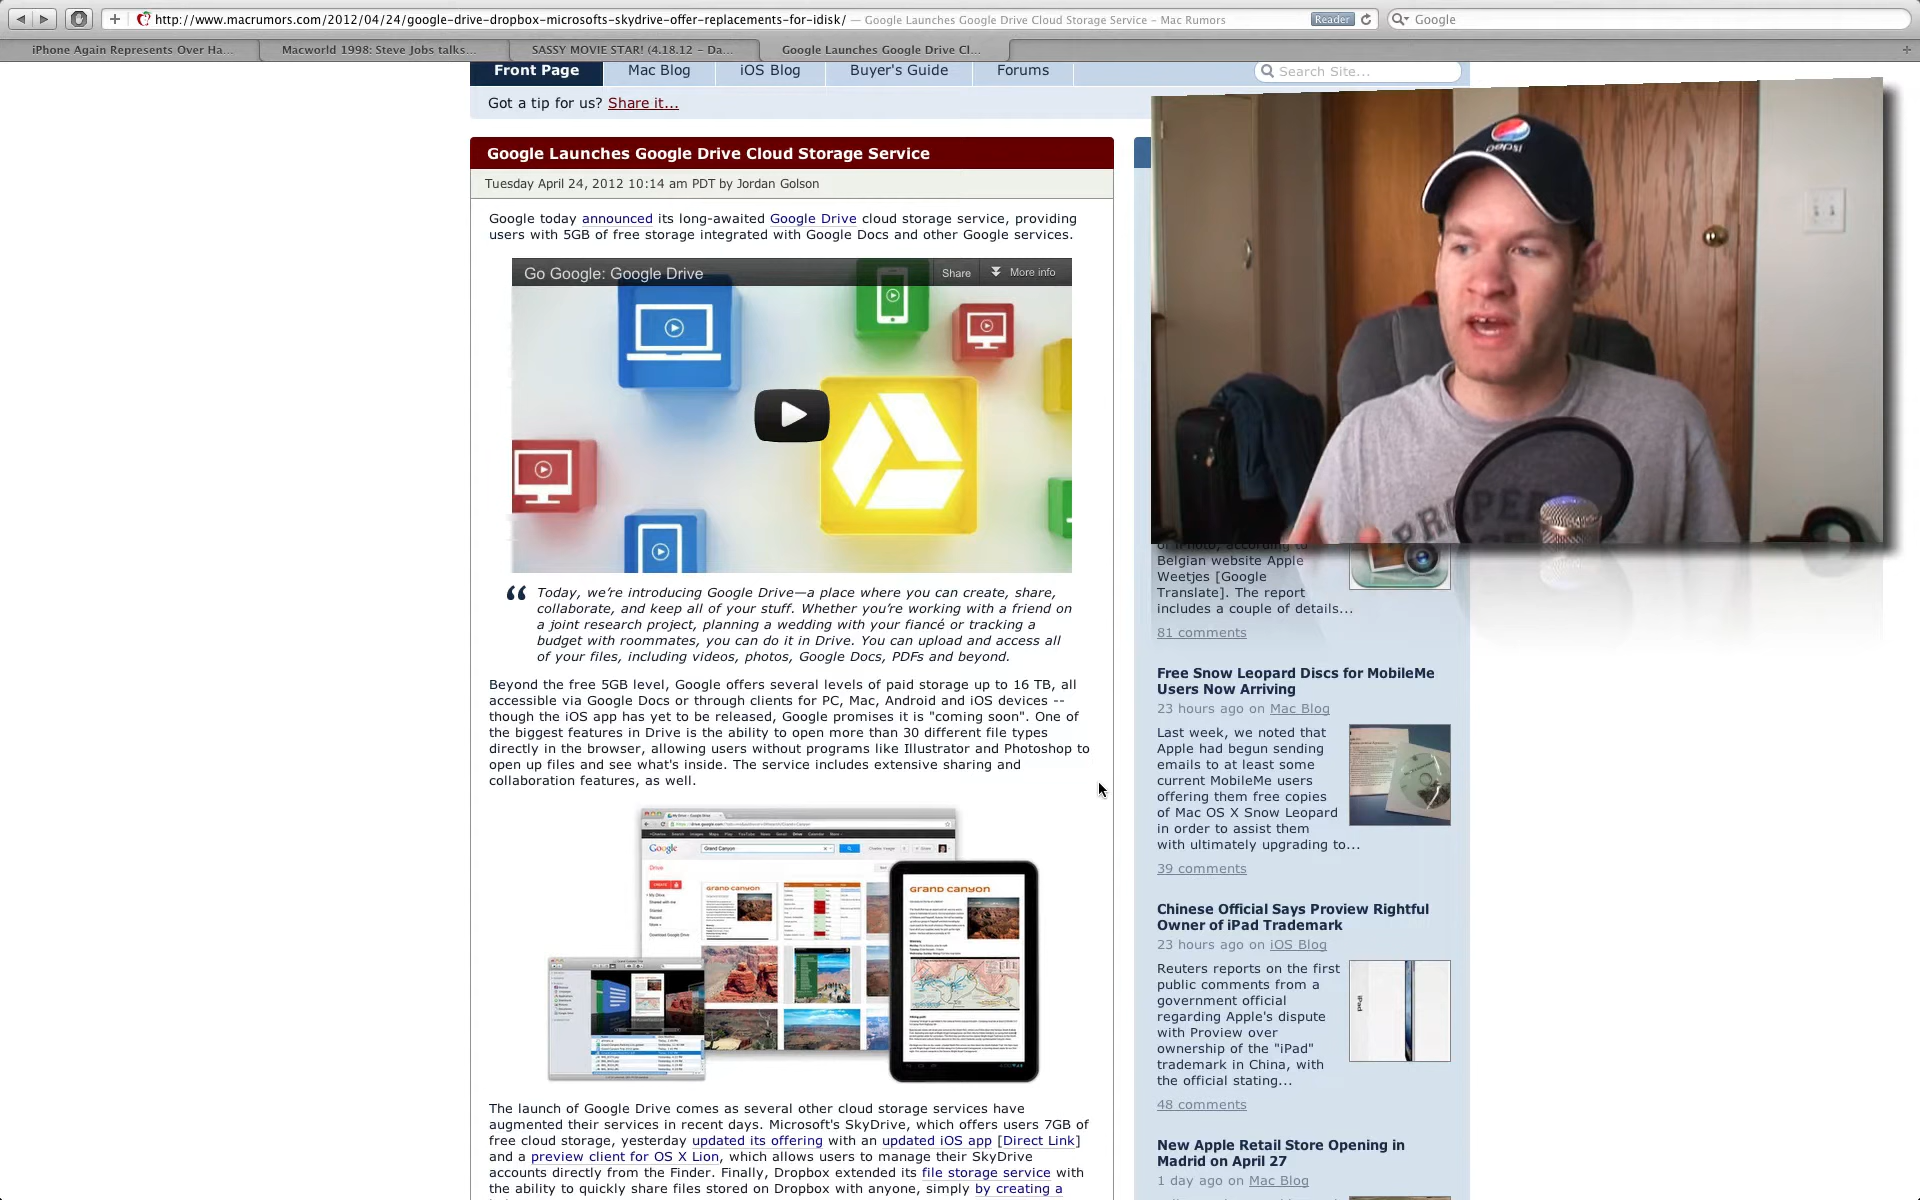 http://www.macrumors.com/2012/04/24/google-drive-dropbox-microsofts-skydrive-offer-replacements-for-idisk/ — Google Launches Google Drive Cloud Storage Service – Mac Rumors
Reader
Google
iPhone Again Represents Over Ha...
Macworld 1998: Steve Jobs talks...
SASSY MOVIE STAR! (4.18.12 – Da...
Google Launches Google Drive Cl...
Front Page
Mac Blog
iOS Blog
Buyer's Guide
Forums
Search Site...
Got a tip for us? Share it...
Google Launches Google Drive Cloud Storage Service
Tuesday April 24, 2012 10:14 am PDT by Jordan Golson
Google today announced its long-awaited Google Drive cloud storage service, providing
users with 5GB of free storage integrated with Google Docs and other Google services.
Go Google: Google Drive
Share
More info
“ Today, we’re introducing Google Drive—a place where you can create, share,
collaborate, and keep all of your stuff. Whether you’re working with a friend on
a joint research project, planning a wedding with your fiancé or tracking a
budget with roommates, you can do it in Drive. You can upload and access all
of your files, including videos, photos, Google Docs, PDFs and beyond.
Beyond the free 5GB level, Google offers several levels of paid storage up to 16 TB, all
accessible via Google Docs or through clients for PC, Mac, Android and iOS devices --
though the iOS app has yet to be released, Google promises it is "coming soon". One of
the biggest features in Drive is the ability to open more than 30 different file types
directly in the browser, allowing users without programs like Illustrator and Photoshop to
open up files and see what's inside. The service includes extensive sharing and
collaboration features, as well.
Google
Grand Canyon
Drive
GRAND CANYON
GRAND CANYON
The launch of Google Drive comes as several other cloud storage services have
augmented their services in recent days. Microsoft's SkyDrive, which offers users 7GB of
free cloud storage, yesterday updated its offering with an updated iOS app [Direct Link]
and a preview client for OS X Lion, which allows users to manage their SkyDrive
accounts directly from the Finder. Finally, Dropbox extended its file storage service with
the ability to quickly share files stored on Dropbox with anyone, simply by creating a
pepsi
PROPE
of iPhoto, according to
Belgian website Apple
Weetjes [Google
Translate]. The report
includes a couple of details...
81 comments
Free Snow Leopard Discs for MobileMe
Users Now Arriving
23 hours ago on Mac Blog
Last week, we noted that
Apple had begun sending
emails to at least some
current MobileMe users
offering them free copies
of Mac OS X Snow Leopard
in order to assist them
with ultimately upgrading to...
39 comments
Chinese Official Says Proview Rightful
Owner of iPad Trademark
23 hours ago on iOS Blog
Reuters reports on the first
public comments from a
government official
regarding Apple's dispute
with Proview over
ownership of the "iPad"
trademark in China, with
the official stating...
iPad
48 comments
New Apple Retail Store Opening in
Madrid on April 27
1 day ago on Mac Blog